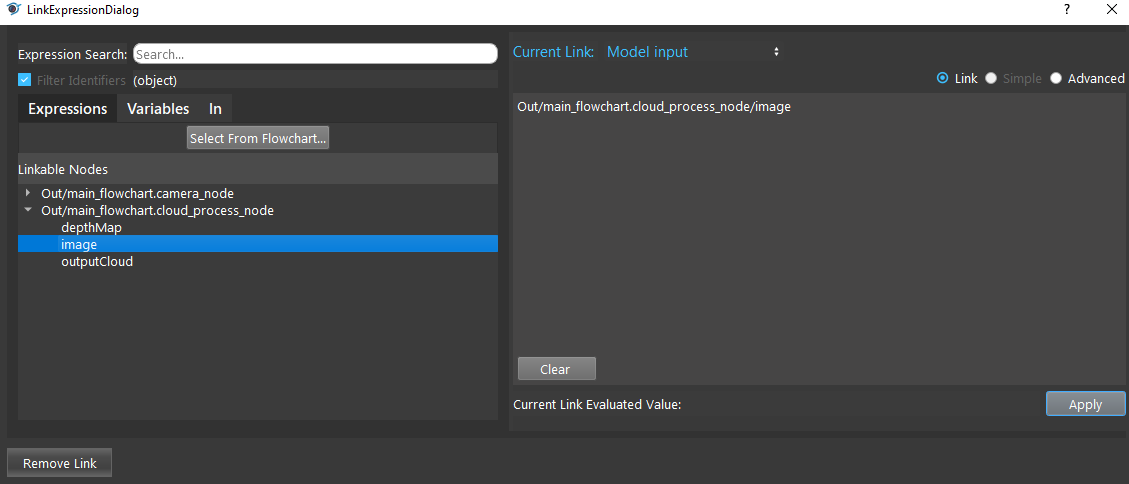 LinkExpressionDialog
?
Expression Search: Search...
Filter Identifiers (object)
Expressions Variables In
Select From Flowchart...
Linkable Nodes
Out/main_flowchart.camera_node
Out/main_flowchart.cloud_process_node
depthMap
image
outputCloud
Current Link: Model input
Link Simple Advanced
Out/main_flowchart.cloud_process_node/image
Clear
Current Link Evaluated Value:
Apply
Remove Link